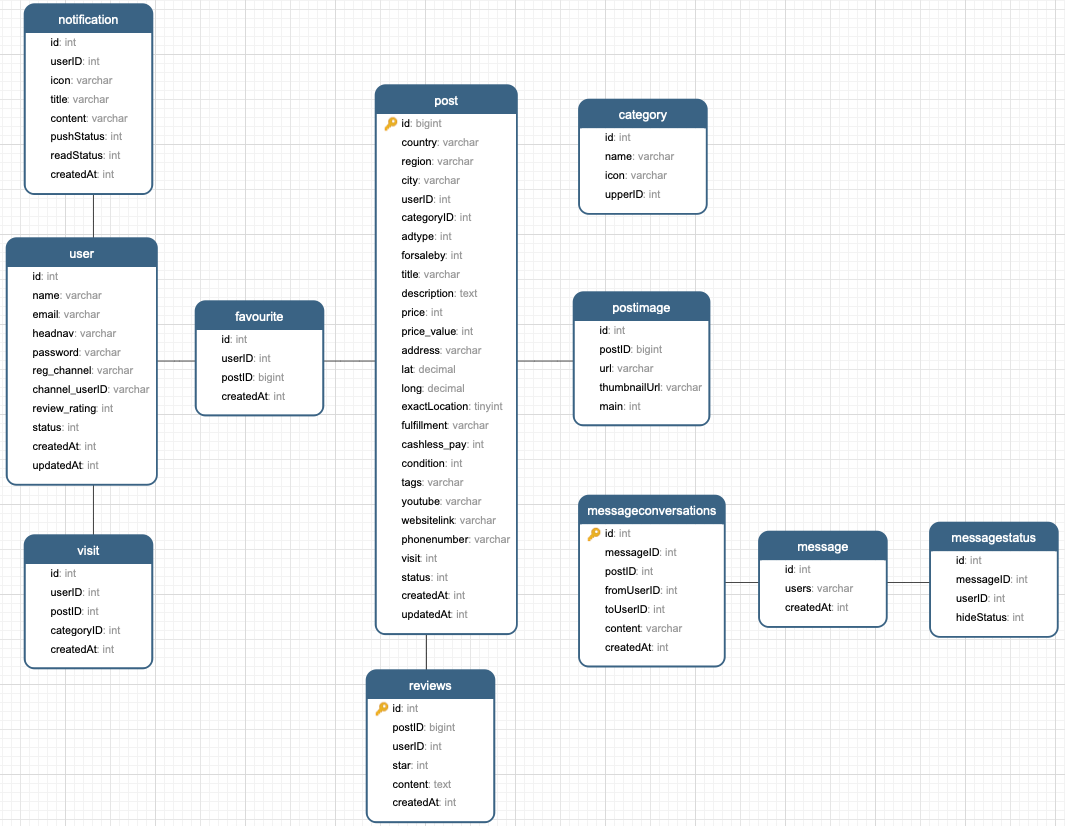 notification
id: int
userID: int
icon: varchar
title: varchar
content: varchar
pushStatus: int
readStatus: int
createdAt: int
user
id: int
name: varchar
email: varchar
headnav: varchar
password: varchar
reg_channel: varchar
channel_userID: varchar
review_rating: int
status: int
createdAt: int
updatedAt: int
visit
id: int
userID: int
postID: int
categoryID: int
createdAt: int
favourite
id: int
userID: int
postID: bigint
createdAt: int
post
id: bigint
country: varchar
region: varchar
city: varchar
userID: int
categoryID: int
adtype: int
forsaleby: int
title: varchar
description: text
price: int
price_value: int
address: varchar
lat: decimal
long: decimal
exactLocation: tinyint
fulfillment: varchar
cashless_pay: int
condition: int
tags: varchar
youtube: varchar
websitelink: varchar
phonenumber: varchar
visit: int
status: int
createdAt: int
updatedAt: int
reviews
id: int
postID: bigint
userID: int
star: int
content: text
createdAt: int
category
id: int
name: varchar
icon: varchar
upperID: int
postimage
id: int
postID: bigint
url: varchar
thumbnailUrl: varchar
main: int
messageconversations
id: int
messageID: int
postID: int
fromUserID: int
toUserID: int
content: varchar
createdAt: int
message
id: int
users: varchar
createdAt: int
messagestatus
id: int
messageID: int
userID: int
hideStatus: int